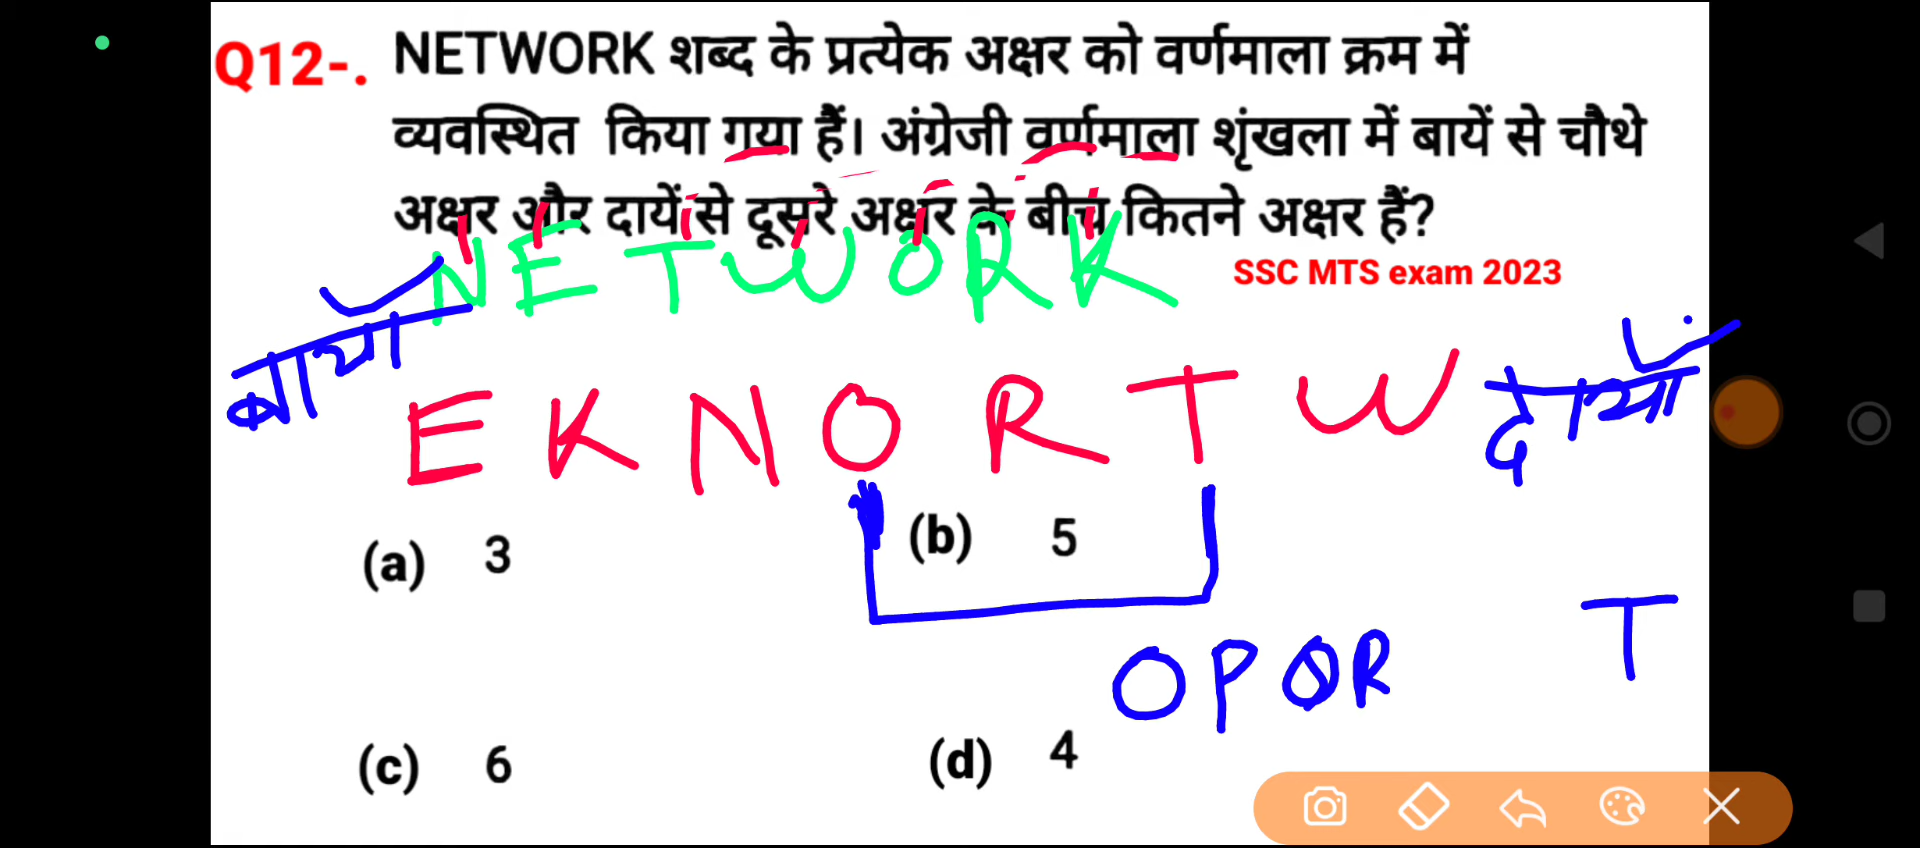 Q12-. NETWORK शब्द के प्रत्येक अक्षर को वर्णमाला क्रम में
व्यवस्थित किया गया हैं। अंग्रेजी वर्णमाला शृंखला में बायें से चौथे
अक्षर और दायें से दूसरे अक्षर के बीच कितने अक्षर हैं?
NETWORK
SSC MTS exam 2023
बायाँ
E K N O R T W
दायाँ
(a) 3
(b) 5
O P Q R T
(c) 6
(d) 4